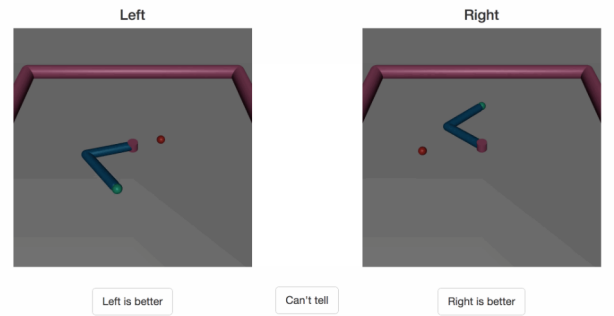 Left
Right
Left is better
Can't tell
Right is better